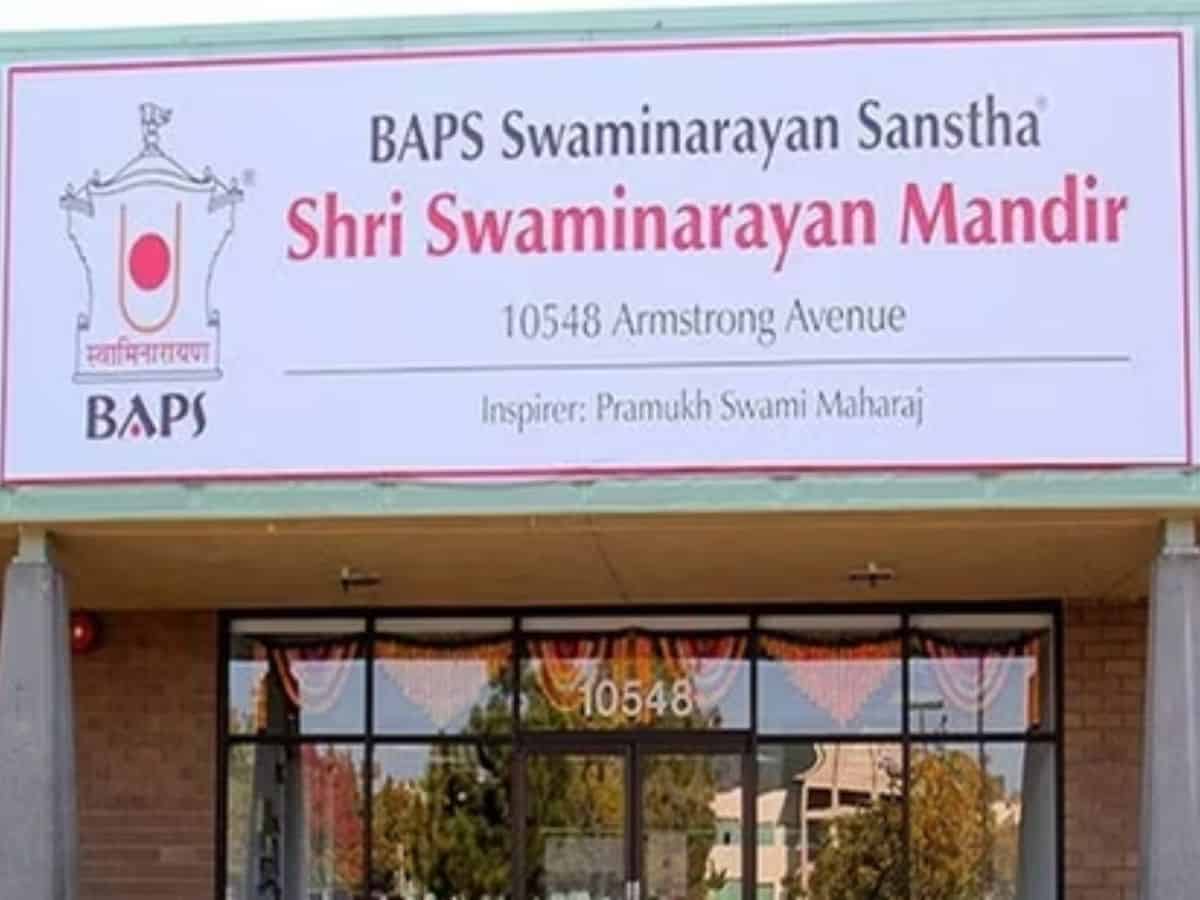 BAPS Swaminarayan Sanstha®
Shri Swaminarayan Mandir
10548 Armstrong Avenue
Inspirer: Pramukh Swami Maharaj
स्वामिनारायण
BAPS
10548